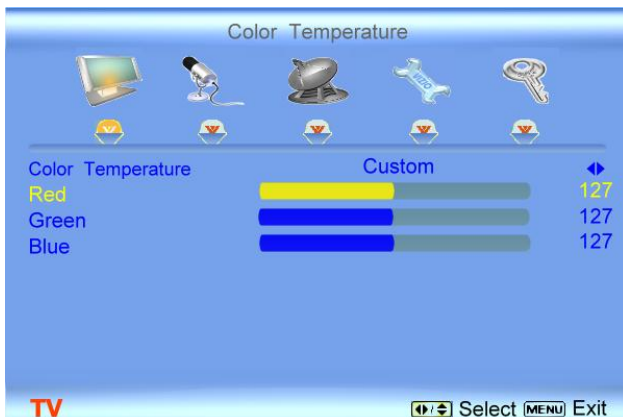 Color Temperature
VIZIO
Color Temperature Custom
Red 127
Green 127
Blue 127
TV Select MENU Exit